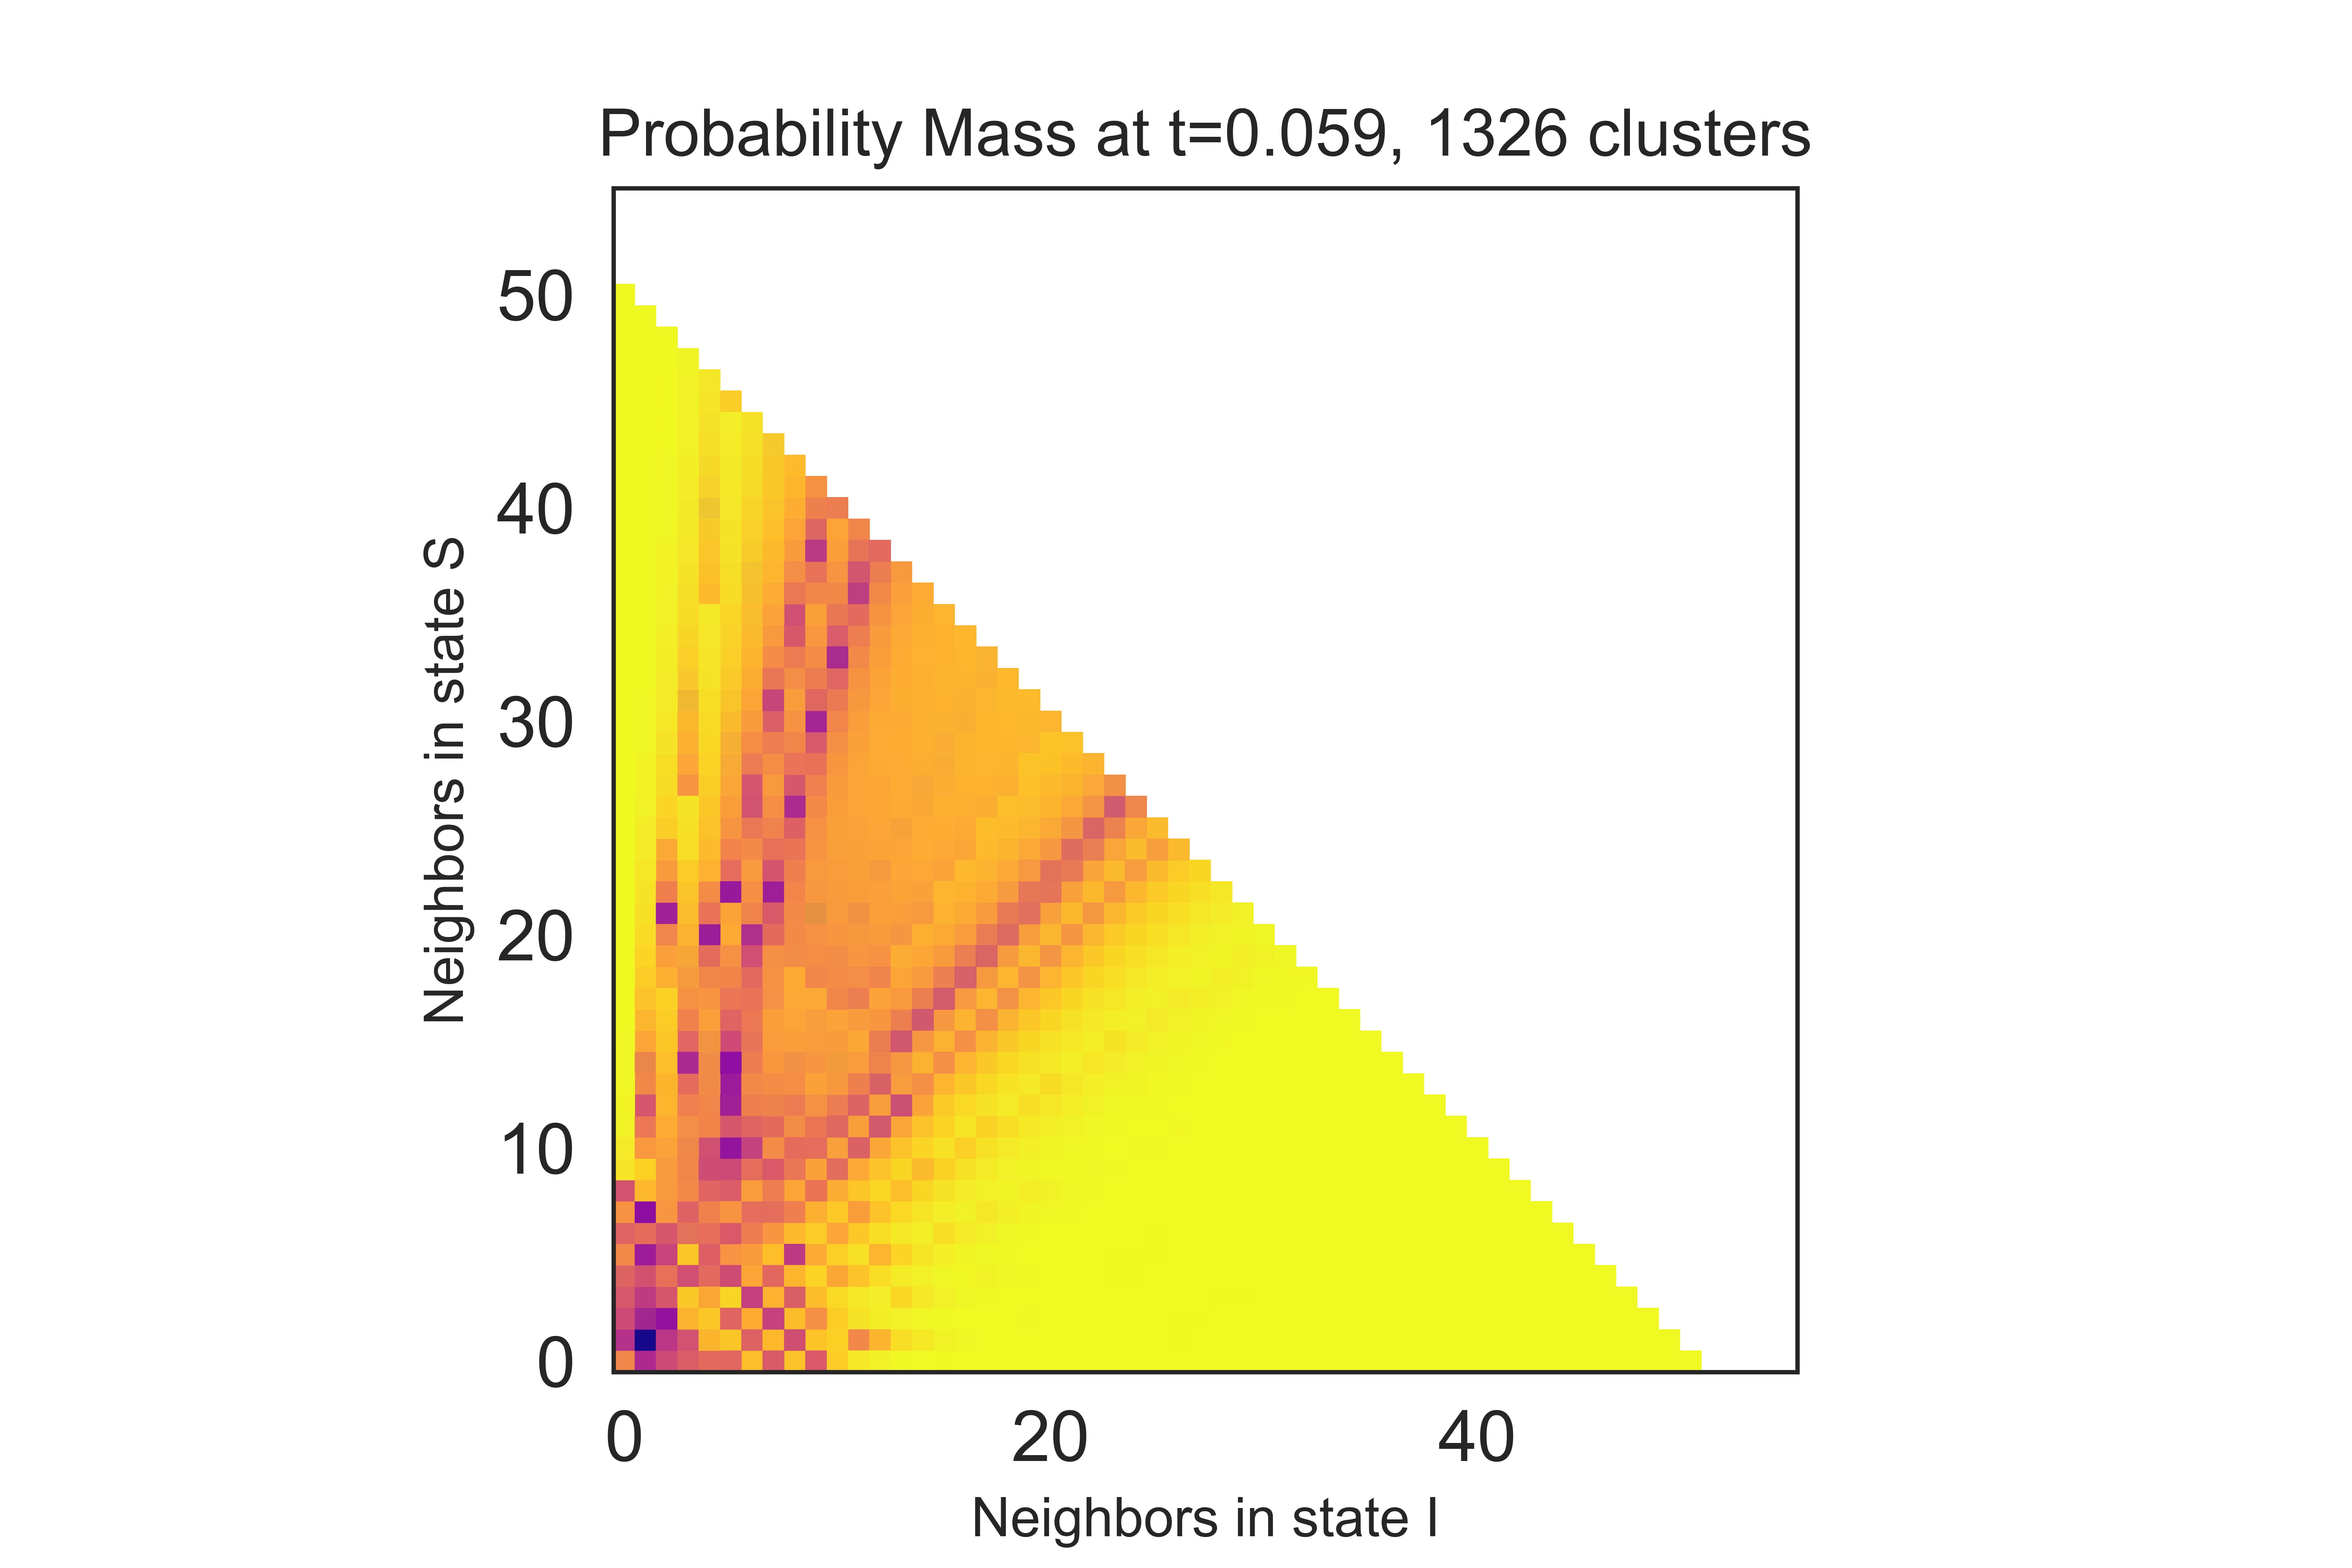 Probability Mass at t=0.059, 1326 clusters
50
40
30
20
10
0
Neighbors in state S
0 20 40
Neighbors in state I